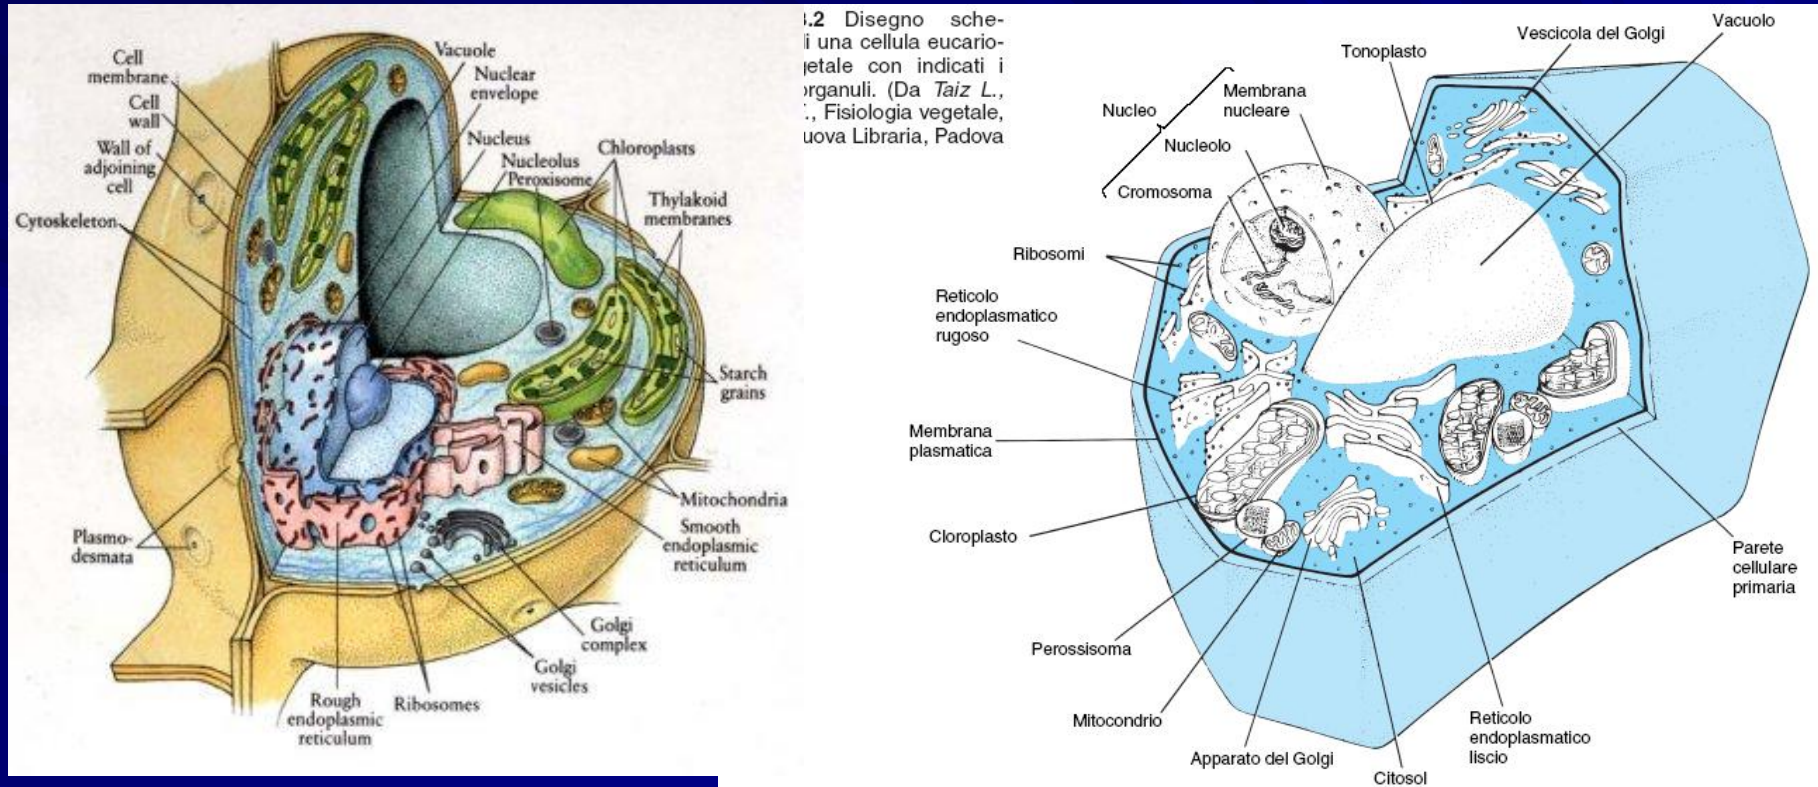 Cell
membrane
Cell
wall
Wall of
adjoining
cell
Cytoskeleton
Plasmo-
desmata
Vacuole
Nuclear
envelope
Nucleus
Nucleolus
Peroxisome
Chloroplasts
Thylakoid
membranes
Starch
grains
Mitochondria
Smooth
endoplasmic
reticulum
Golgi
complex
Golgi
vesicles
Ribosomes
Rough
endoplasmic
reticulum
.2 Disegno sche-
di una cellula eucario-
getale con indicati i
organuli. (Da Taiz L.,
., Fisiologia vegetale,
uova Libraria, Padova
Nucleo
Membrana
nucleare
Nucleolo
Cromosoma
Tonoplasto
Vescicola del Golgi
Vacuolo
Ribosomi
Reticolo
endoplasmatico
rugoso
Membrana
plasmatica
Cloroplasto
Perossisoma
Mitocondrio
Apparato del Golgi
Citosol
Reticolo
endoplasmatico
liscio
Parete
cellulare
primaria